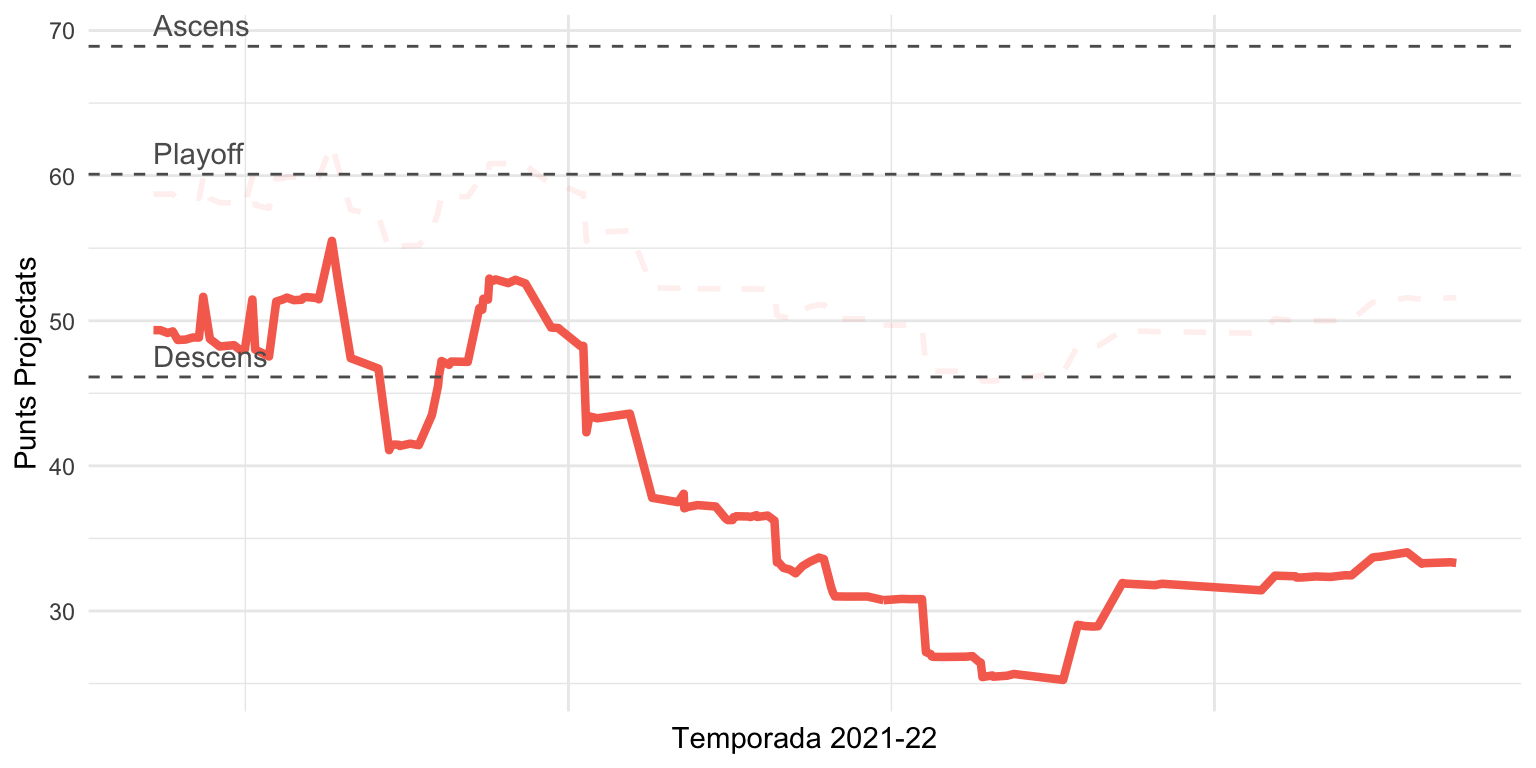 70
Ascens
Playoff
60
50
Descens
40
30
Punts Projectats
Temporada 2021-22